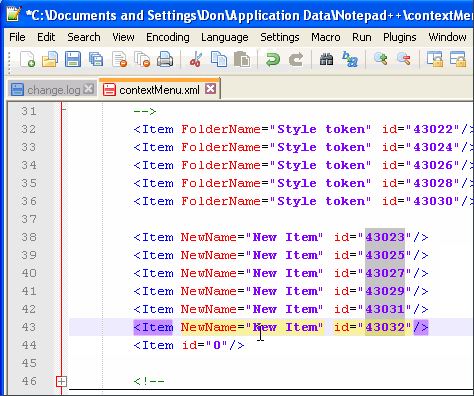 *C:\Documents and Settings\Don\Application Data\Notepad++\contextMen
File Edit Search View Encoding Language Settings Macro Run Plugins
change.log contextMenu.xml
31 -->
32 <Item FolderName="Style token" id="43022"/
33 <Item FolderName="Style token" id="43024"/
34 <Item FolderName="Style token" id="43026"/
35 <Item FolderName="Style token" id="43028"/
36 <Item FolderName="Style token" id="43030"/
37
38 <Item NewName="New Item" id="43023"/>
39 <Item NewName="New Item" id="43025"/>
40 <Item NewName="New Item" id="43027"/>
41 <Item NewName="New Item" id="43029"/>
42 <Item NewName="New Item" id="43031"/>
43 <Item NewName="New Item" id="43032"/>
44 <Item id="0"/>
45
46 <!--